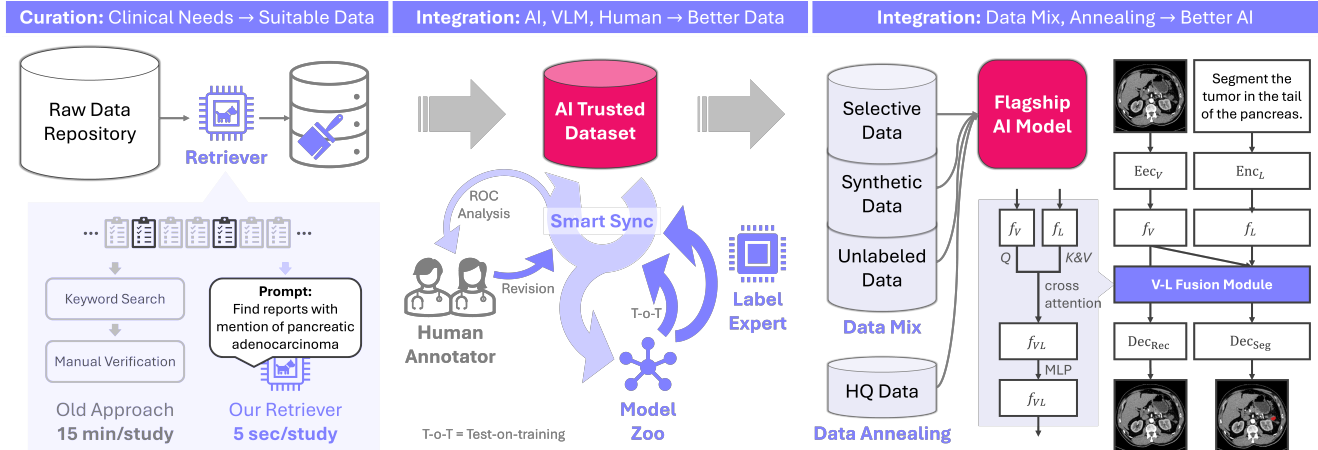 Curation: Clinical Needs → Suitable Data
Raw Data
Repository
Retriever
...
...
Keyword Search
Manual Verification
Old Approach
15 min/study
Prompt:
Find reports with
mention of pancreatic
adenocarcinoma
Our Retriever
5 sec/study
Integration: AI, VLM, Human → Better Data
AI Trusted
Dataset
ROC
Analysis
Smart Sync
Revision
Human
Annotator
T-o-T
Label
Expert
Model
Zoo
T-o-T = Test-on-training
Integration: Data Mix, Annealing → Better AI
Selective
Data
Synthetic
Data
Unlabeled
Data
Data Mix
HQ Data
Data Annealing
Flagship
AI Model
f_V
f_L
Q
K&V
cross
attention
f_VL
MLP
f_VL
Segment the
tumor in the tail
of the pancreas.
Eec_V
Enc_L
f_V
f_L
V-L Fusion Module
Dec_Rec
Dec_Seg